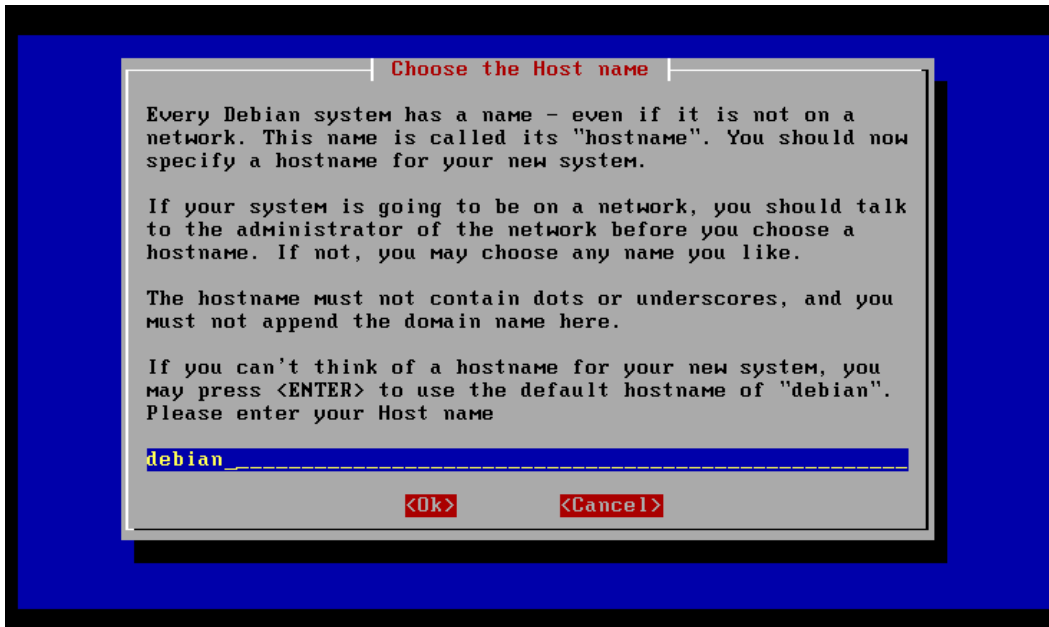 Choose the Host name
Every Debian system has a name - even if it is not on a
network. This name is called its "hostname". You should now
specify a hostname for your new system.
If your system is going to be on a network, you should talk
to the administrator of the network before you choose a
hostname. If not, you may choose any name you like.
The hostname must not contain dots or underscores, and you
must not append the domain name here.
If you can't think of a hostname for your new system, you
may press <ENTER> to use the default hostname of "debian".
Please enter your Host name
debian
<Ok> <Cancel>